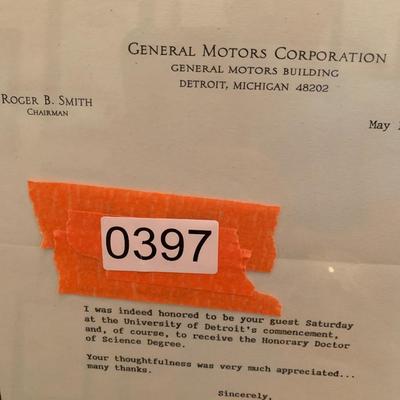 GENERAL MOTORS CORPORATION
GENERAL MOTORS BUILDING
DETROIT, MICHIGAN 48202
ROGER B. SMITH
CHAIRMAN
May
0397
I was indeed honored to be your guest Saturday
at the University of Detroit's commencement,
and, of course, to receive the Honorary Doctor
of Science Degree.
Your thoughtfulness was very much appreciated...
many thanks.
Sincerely,